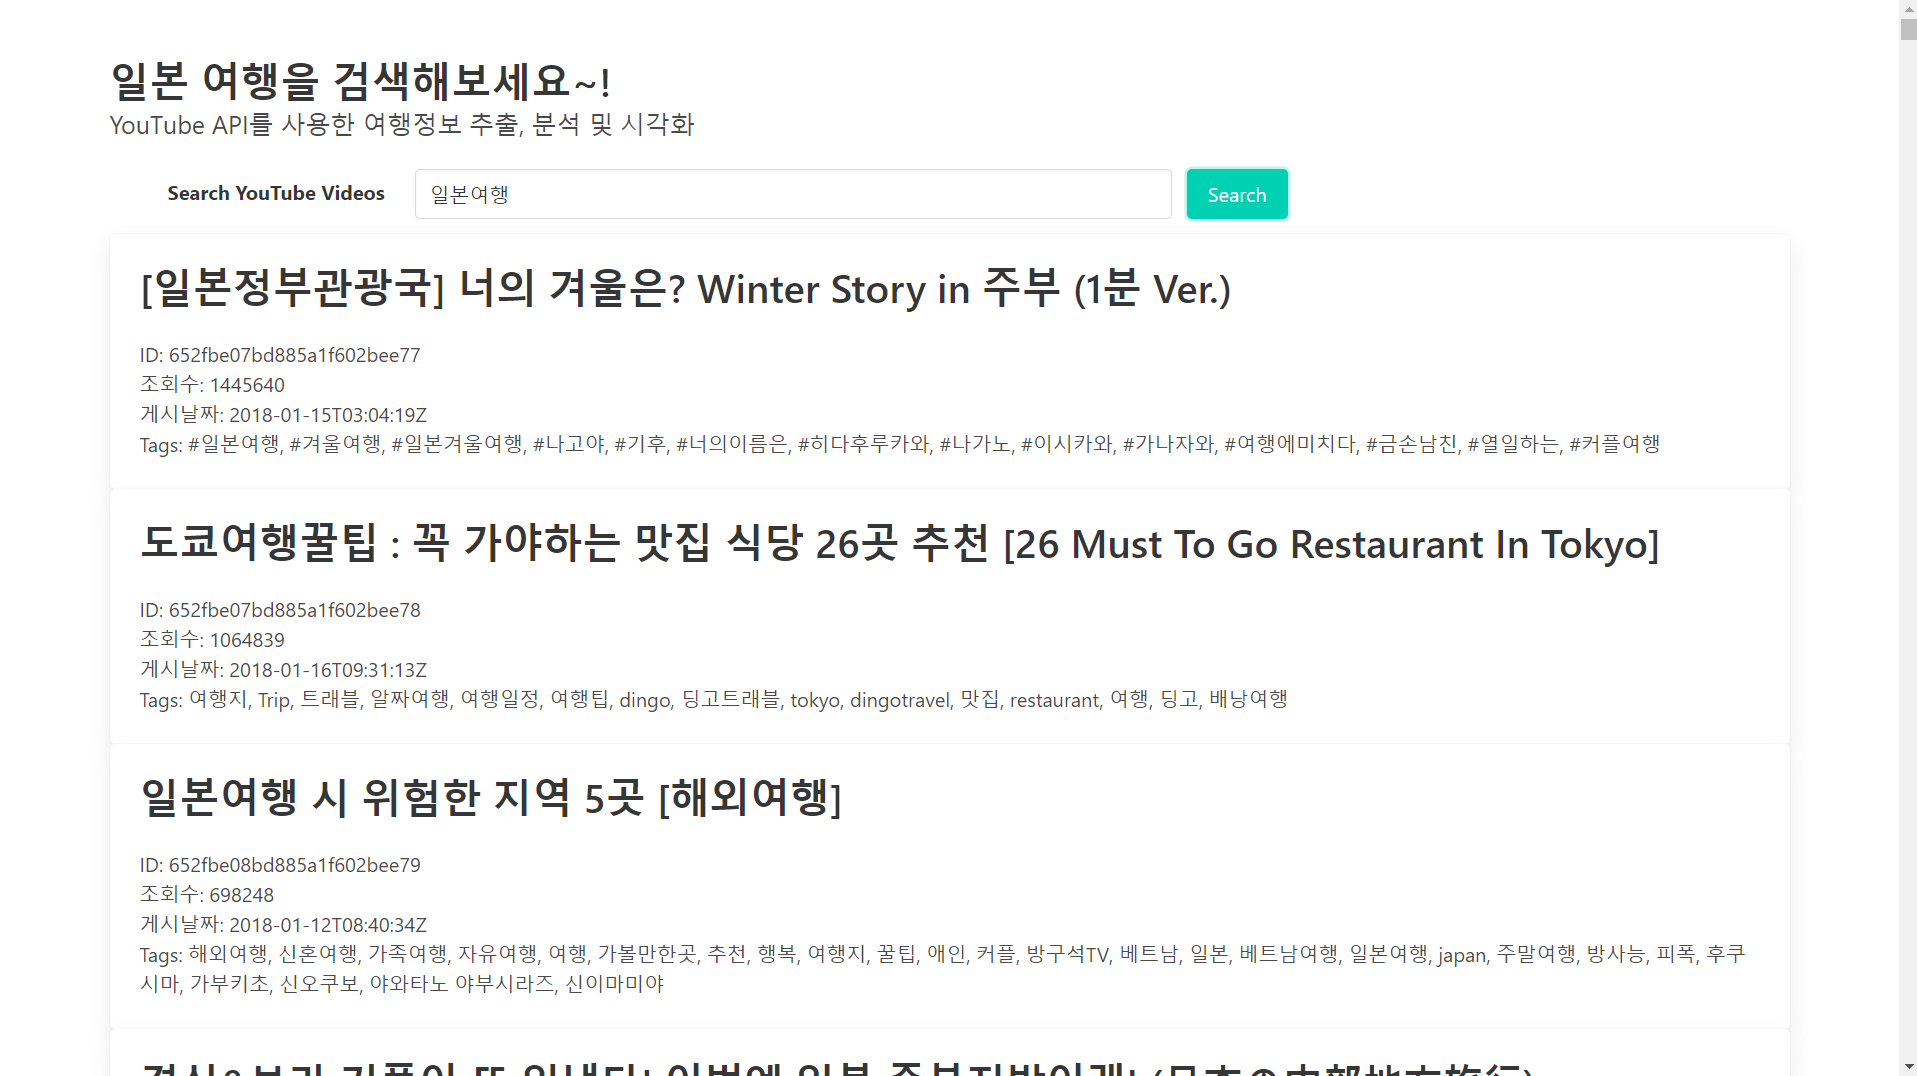 일본 여행을 검색해보세요~!
YouTube API를 사용한 여행정보 추출, 분석 및 시각화
Search YouTube Videos 일본여행 Search
[일본정부관광국] 너의 겨울은? Winter Story in 주부 (1분 Ver.)
ID: 652fbe07bd885a1f602bee77
조회수: 1445640
게시날짜: 2018-01-15T03:04:19Z
Tags: #일본여행, #겨울여행, #일본겨울여행, #나고야, #기후, #너의이름은, #히다후루카와, #나가노, #이시카와, #가나자와, #여행에미치다, #금손남친, #열일하는, #커플여행
도쿄여행꿀팁 : 꼭 가야하는 맛집 식당 26곳 추천 [26 Must To Go Restaurant In Tokyo]
ID: 652fbe07bd885a1f602bee78
조회수: 1064839
게시날짜: 2018-01-16T09:31:13Z
Tags: 여행지, Trip, 트래블, 알짜여행, 여행일정, 여행팁, dingo, 딩고트래블, tokyo, dingotravel, 맛집, restaurant, 여행, 딩고, 배낭여행
일본여행 시 위험한 지역 5곳 [해외여행]
ID: 652fbe08bd885a1f602bee79
조회수: 698248
게시날짜: 2018-01-12T08:40:34Z
Tags: 해외여행, 신혼여행, 가족여행, 자유여행, 여행, 가볼만한곳, 추천, 행복, 여행지, 꿀팁, 애인, 커플, 방구석TV, 베트남, 일본, 베트남여행, 일본여행, japan, 주말여행, 방사능, 피폭, 후쿠
시마, 가부키초, 신오쿠보, 야와타노 야부시라즈, 신이마미야